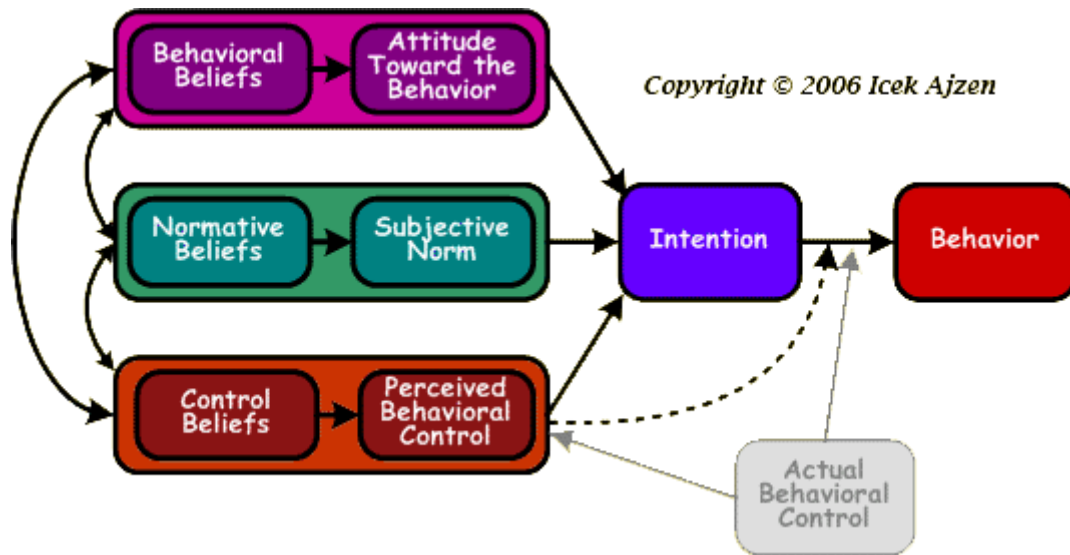 Behavioral
Beliefs
Attitude
Toward the
Behavior
Copyright © 2006 Icek Ajzen
Normative
Beliefs
Subjective
Norm
Intention
Behavior
Control
Beliefs
Perceived
Behavioral
Control
Actual
Behavioral
Control